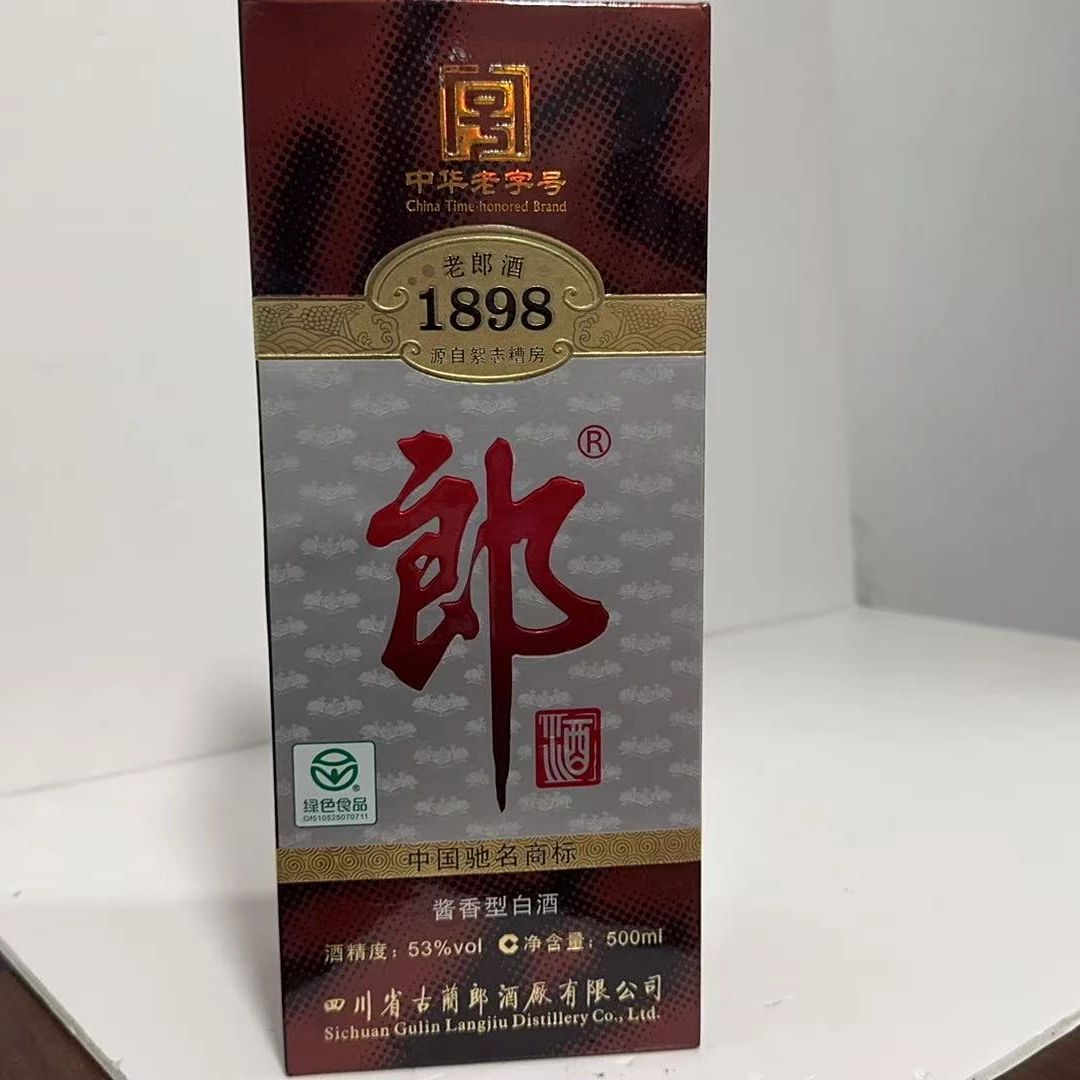 中华老字号
China Time-honored Brand
老郎酒
1898
源自絮志糟房
郎®
酒
绿色食品
Gf510525070711
中国驰名商标
酱香型白酒
酒精度：53%vol 净含量：500ml
四川省古蔺郎酒厰有限公司
Sichuan Gulin Langjiu Distillery Co., Ltd.